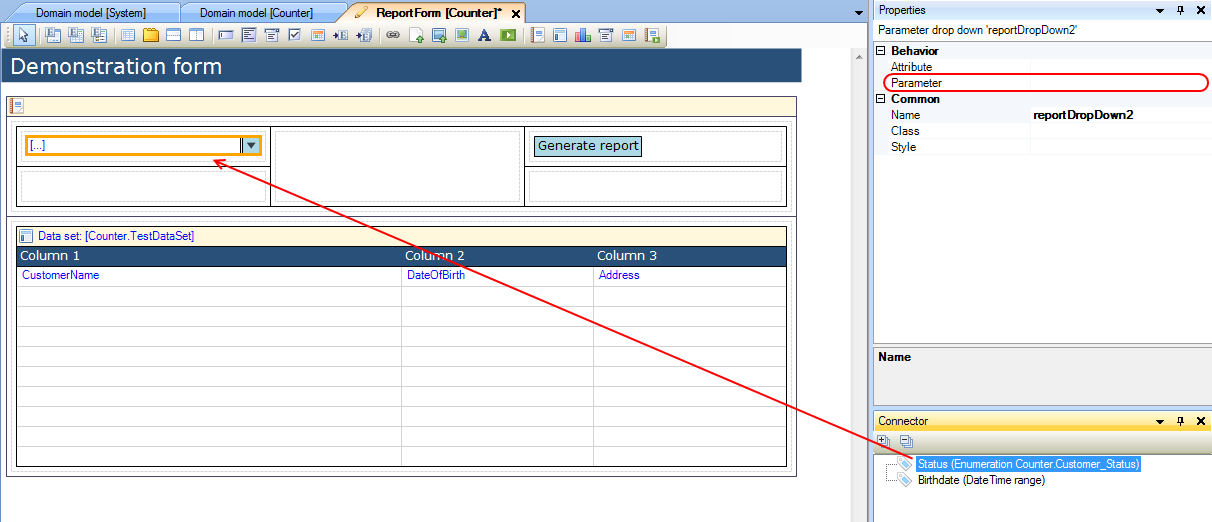 Domain model [System]
Domain model [Counter]
ReportForm [Counter]*
Demonstration form
[...]
Generate report
Data set: [Counter.TestDataSet]
Column 1
Column 2
Column 3
CustomerName
DateOfBirth
Address
Properties
Parameter drop down 'reportDropDown2'
Behavior
Attribute
Parameter
Common
Name reportDropDown2
Class
Style
Name
Connector
Status (Enumeration Counter.Customer_Status)
Birthdate (DateTime range)